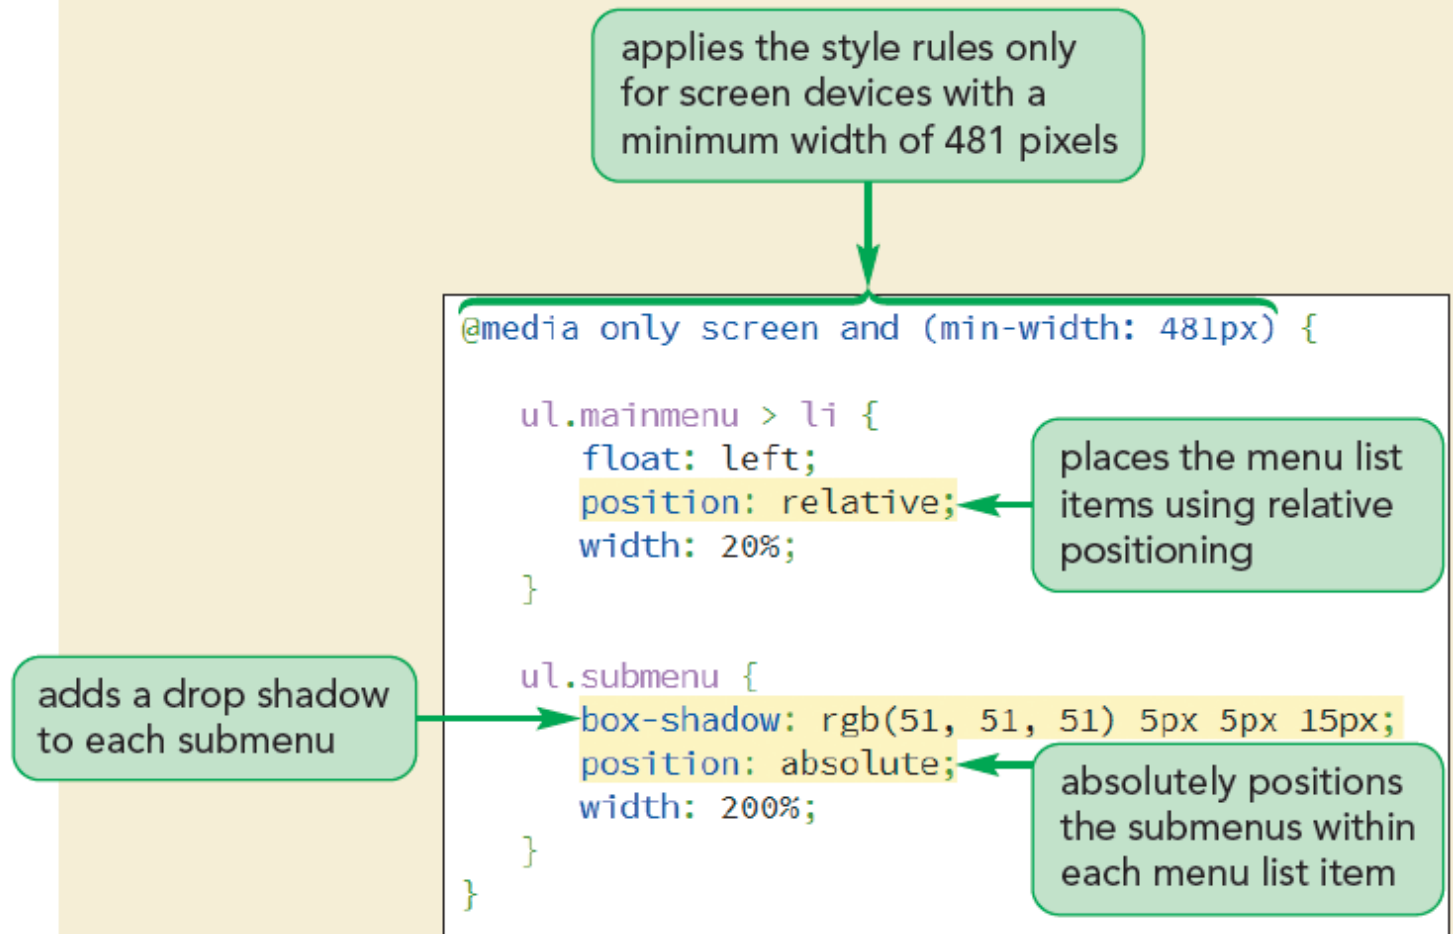 applies the style rules only
for screen devices with a
minimum width of 481 pixels
@media only screen and (min-width: 481px) {
ul.mainmenu > li {
float: left;
position: relative;
width: 20%;
}
places the menu list
items using relative
positioning
ul.submenu {
box-shadow: rgb(51, 51, 51) 5px 5px 15px;
position: absolute;
width: 200%;
}
}
adds a drop shadow
to each submenu
absolutely positions
the submenus within
each menu list item